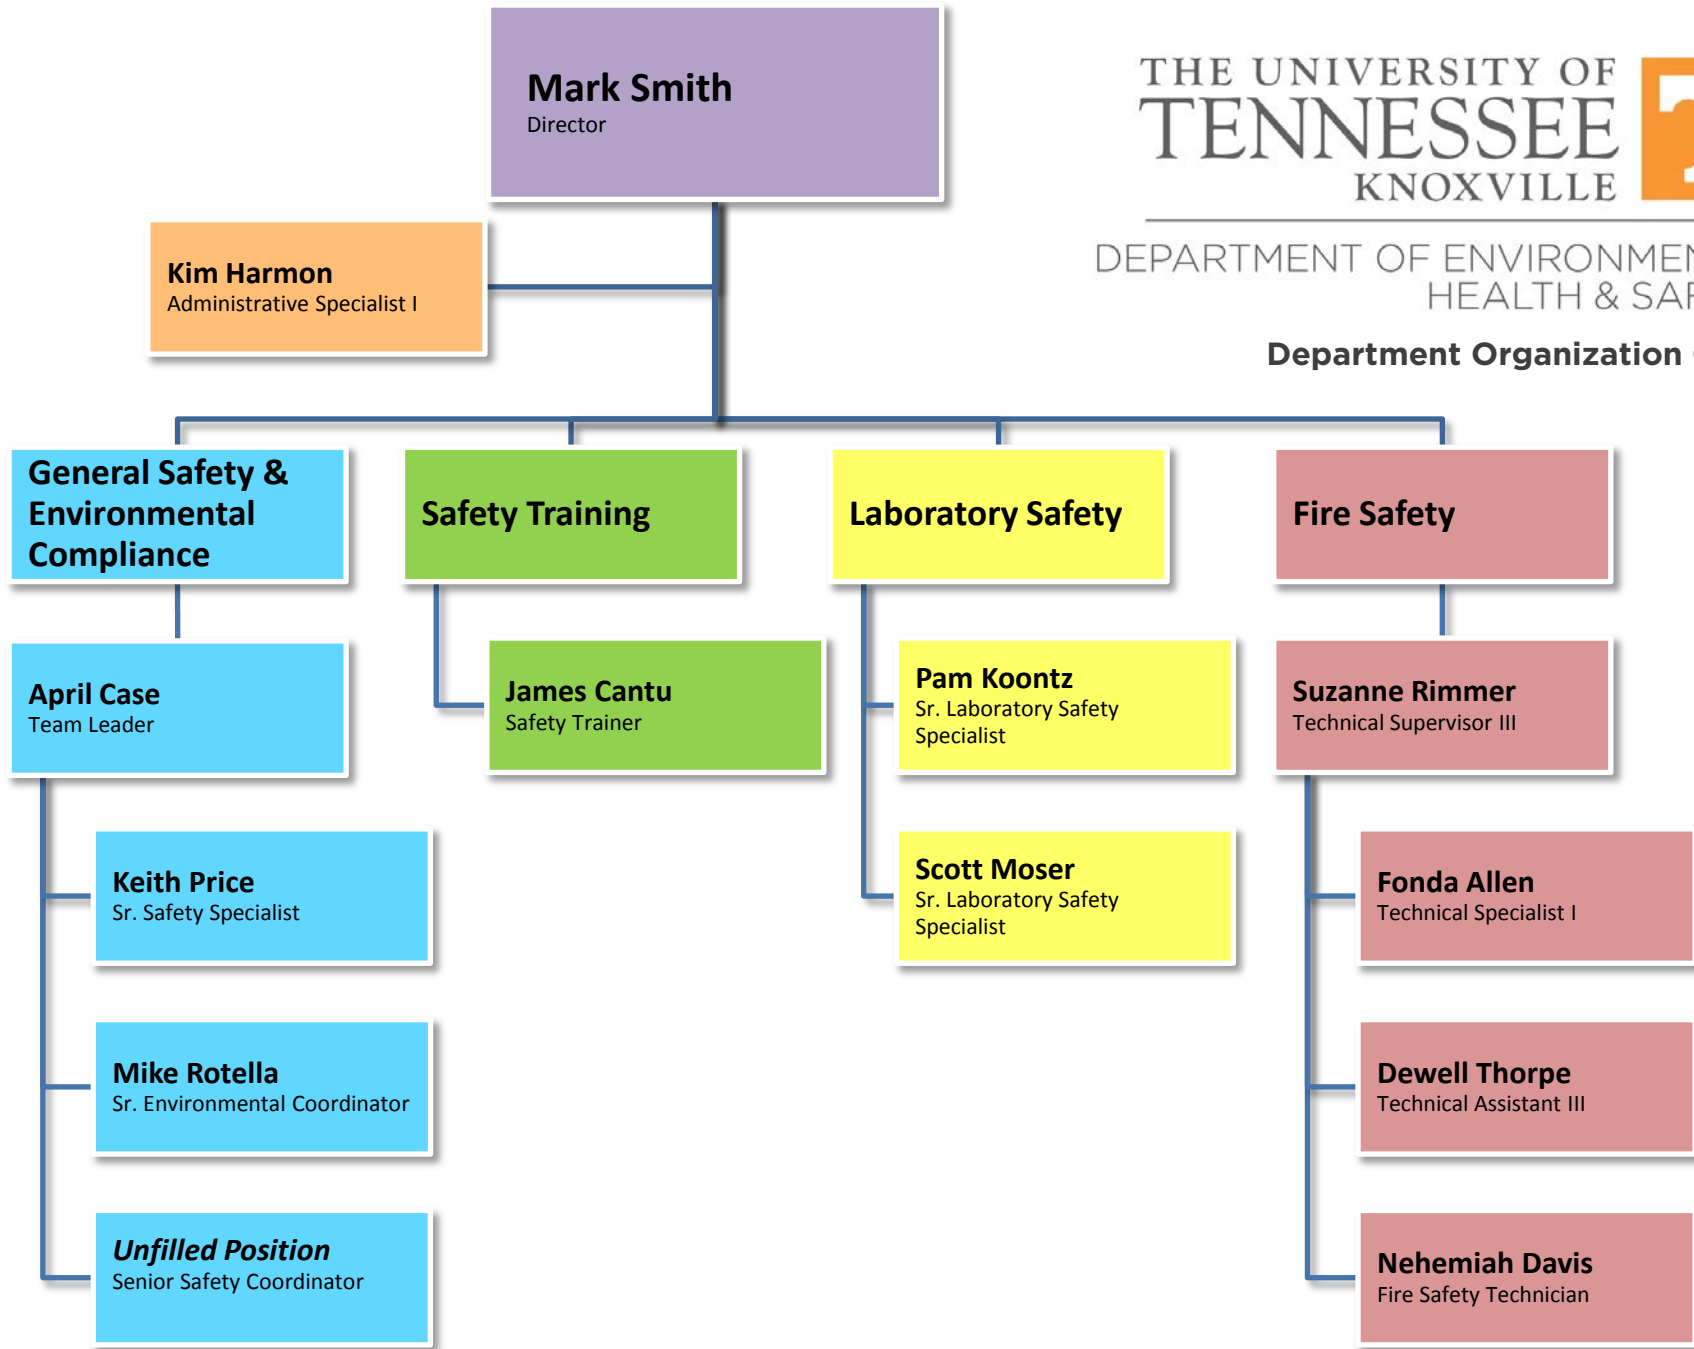 Mark Smith
Director
THE UNIVERSITY OF
TENNESSEE
KNOXVILLE
DEPARTMENT OF
HEALTH &
Department Organization
Kim Harmon
Administrative Specialist I
General Safety &
Environmental
Compliance
Safety Training
Laboratory Safety
Fire Safety
April Case
Team Leader
James Cantu
Safety Trainer
Pam Koontz
Sr. Laboratory Safety
Specialist
Suzanne Rimmer
Technical Supervisor III
Keith Price
Sr. Safety Specialist
Scott Moser
Sr. Laboratory Safety
Specialist
Fonda Allen
Technical Specialist I
Mike Rotella
Sr. Environmental Coordinator
Dewell Thorpe
Technical Assistant III
Unfilled Position
Senior Safety Coordinator
Nehemiah Davis
Fire Safety Technician